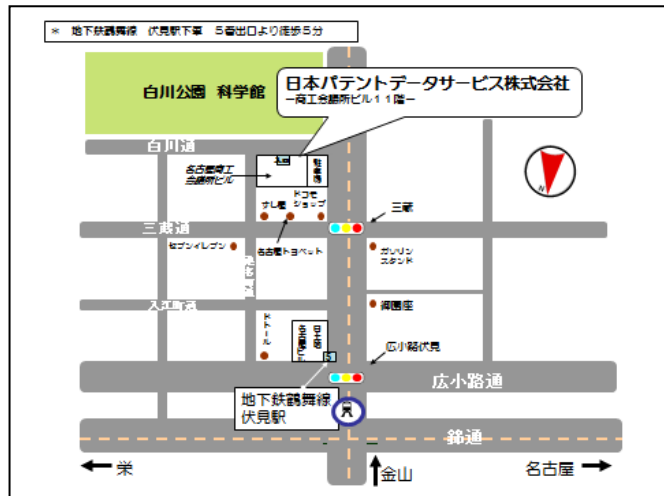 * 地下鉄鶴舞線 伏見駅下車 5番出口より徒歩5分
白川公園 科学館
日本パテントデータサービス株式会社
－商工会議所ビル11階－
白川通
名古屋商工
会議所ビル
入口
駐車場
すし屋
ドコモ
ショップ
三蔵
三蔵通
セブンイレブン
名古屋トヨペット
ガソリン
スタンド
N
入江町通
御園座
ドトール
5
広小路伏見
広小路通
地下鉄鶴舞線
伏見駅
錦通
栄
金山
名古屋